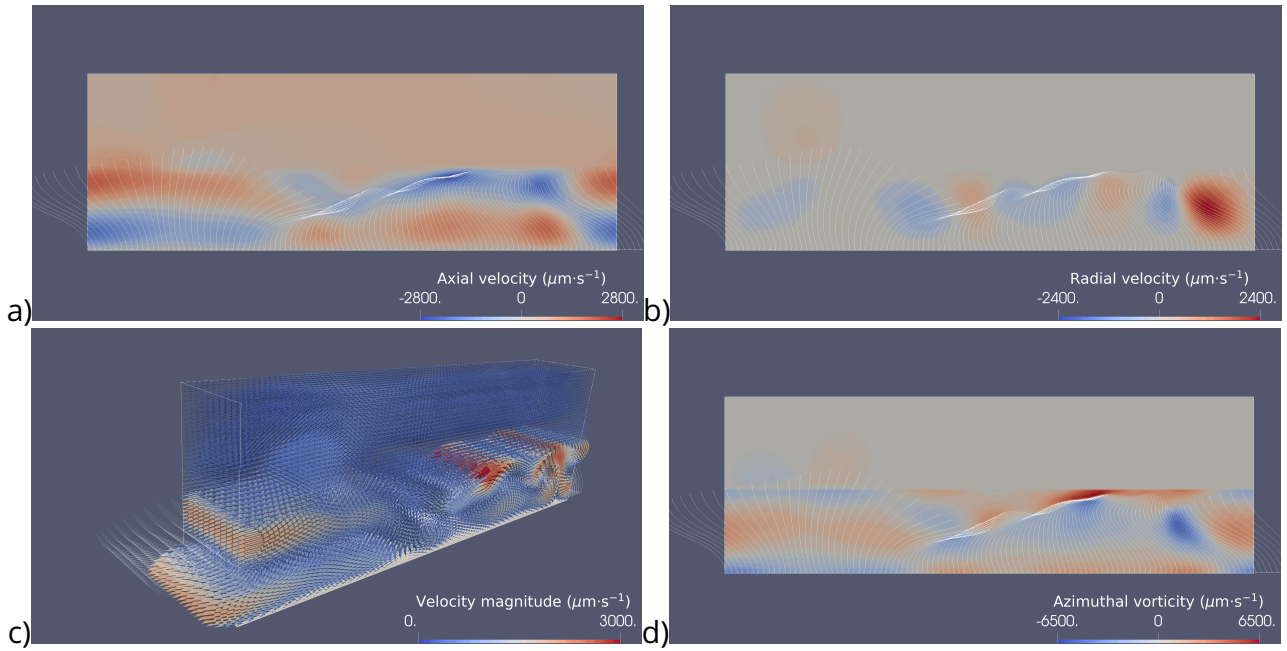 Axial velocity (μm·s⁻¹)
-2800. 0 2800.
a)
Radial velocity (μm·s⁻¹)
-2400. 0 2400.
b)
Velocity magnitude (μm·s⁻¹)
0. 3000.
c)
Azimuthal vorticity (μm·s⁻¹)
-6500. 0 6500.
d)